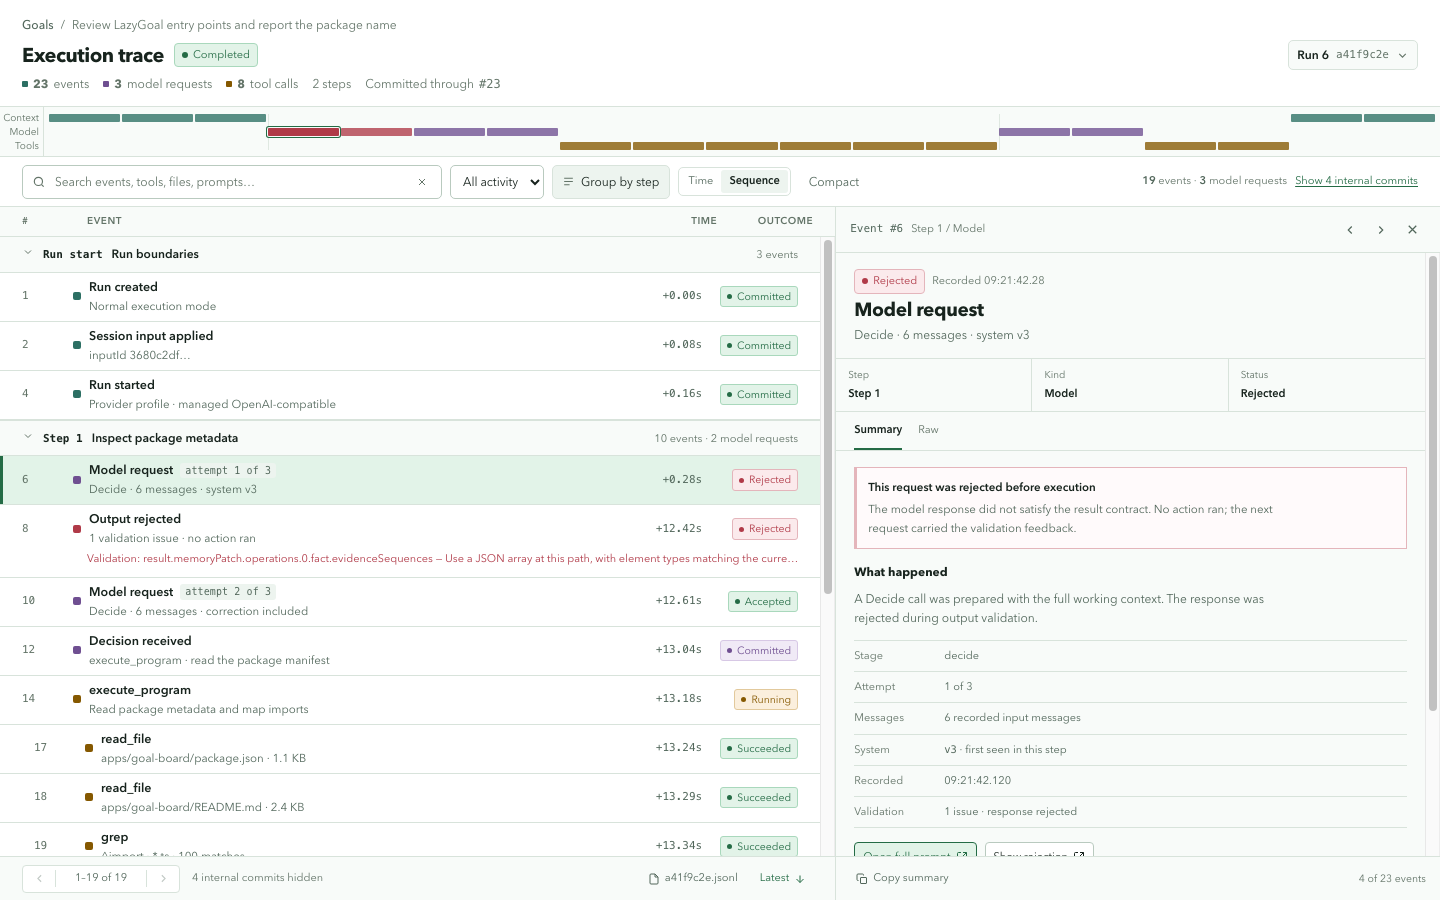 Goals / Review LazyGoal entry points and report the package name
Execution trace Completed
Run 6 a41f9c2e
23 events 3 model requests 8 tool calls 2 steps Committed through #23
Context
Model
Tools
Search events, tools, files, prompts…
All activity
Group by step
Time Sequence
Compact
19 events · 3 model requests Show 4 internal commits
# EVENT TIME OUTCOME
Run start Run boundaries 3 events
1 Run created +0.00s Committed
Normal execution mode
2 Session input applied +0.08s Committed
inputId 3680c2df…
4 Run started +0.16s Committed
Provider profile · managed OpenAI-compatible
Step 1 Inspect package metadata 10 events · 2 model requests
6 Model request attempt 1 of 3 +0.28s Rejected
Decide · 6 messages · system v3
8 Output rejected +12.42s Rejected
1 validation issue · no action ran
Validation: result.memoryPatch.operations.0.fact.evidenceSequences — Use a JSON array at this path, with element types matching the curre…
10 Model request attempt 2 of 3 +12.61s Accepted
Decide · 6 messages · correction included
12 Decision received +13.04s Committed
execute_program · read the package manifest
14 execute_program +13.18s Running
Read package metadata and map imports
17 read_file +13.24s Succeeded
apps/goal-board/package.json · 1.1 KB
18 read_file +13.29s Succeeded
apps/goal-board/README.md · 2.4 KB
19 grep +13.34s Succeeded
1–19 of 19
4 internal commits hidden
a41f9c2e.jsonl
Latest
Event #6 Step 1 / Model
Rejected Recorded 09:21:42.28
Model request
Decide · 6 messages · system v3
Step Kind Status
Step 1 Model Rejected
Summary Raw
This request was rejected before execution
The model response did not satisfy the result contract. No action ran; the next
request carried the validation feedback.
What happened
A Decide call was prepared with the full working context. The response was
rejected during output validation.
Stage decide
Attempt 1 of 3
Messages 6 recorded input messages
System v3 · first seen in this step
Recorded 09:21:42.120
Validation 1 issue · response rejected
Open full prompt Show rejection
Copy summary
4 of 23 events